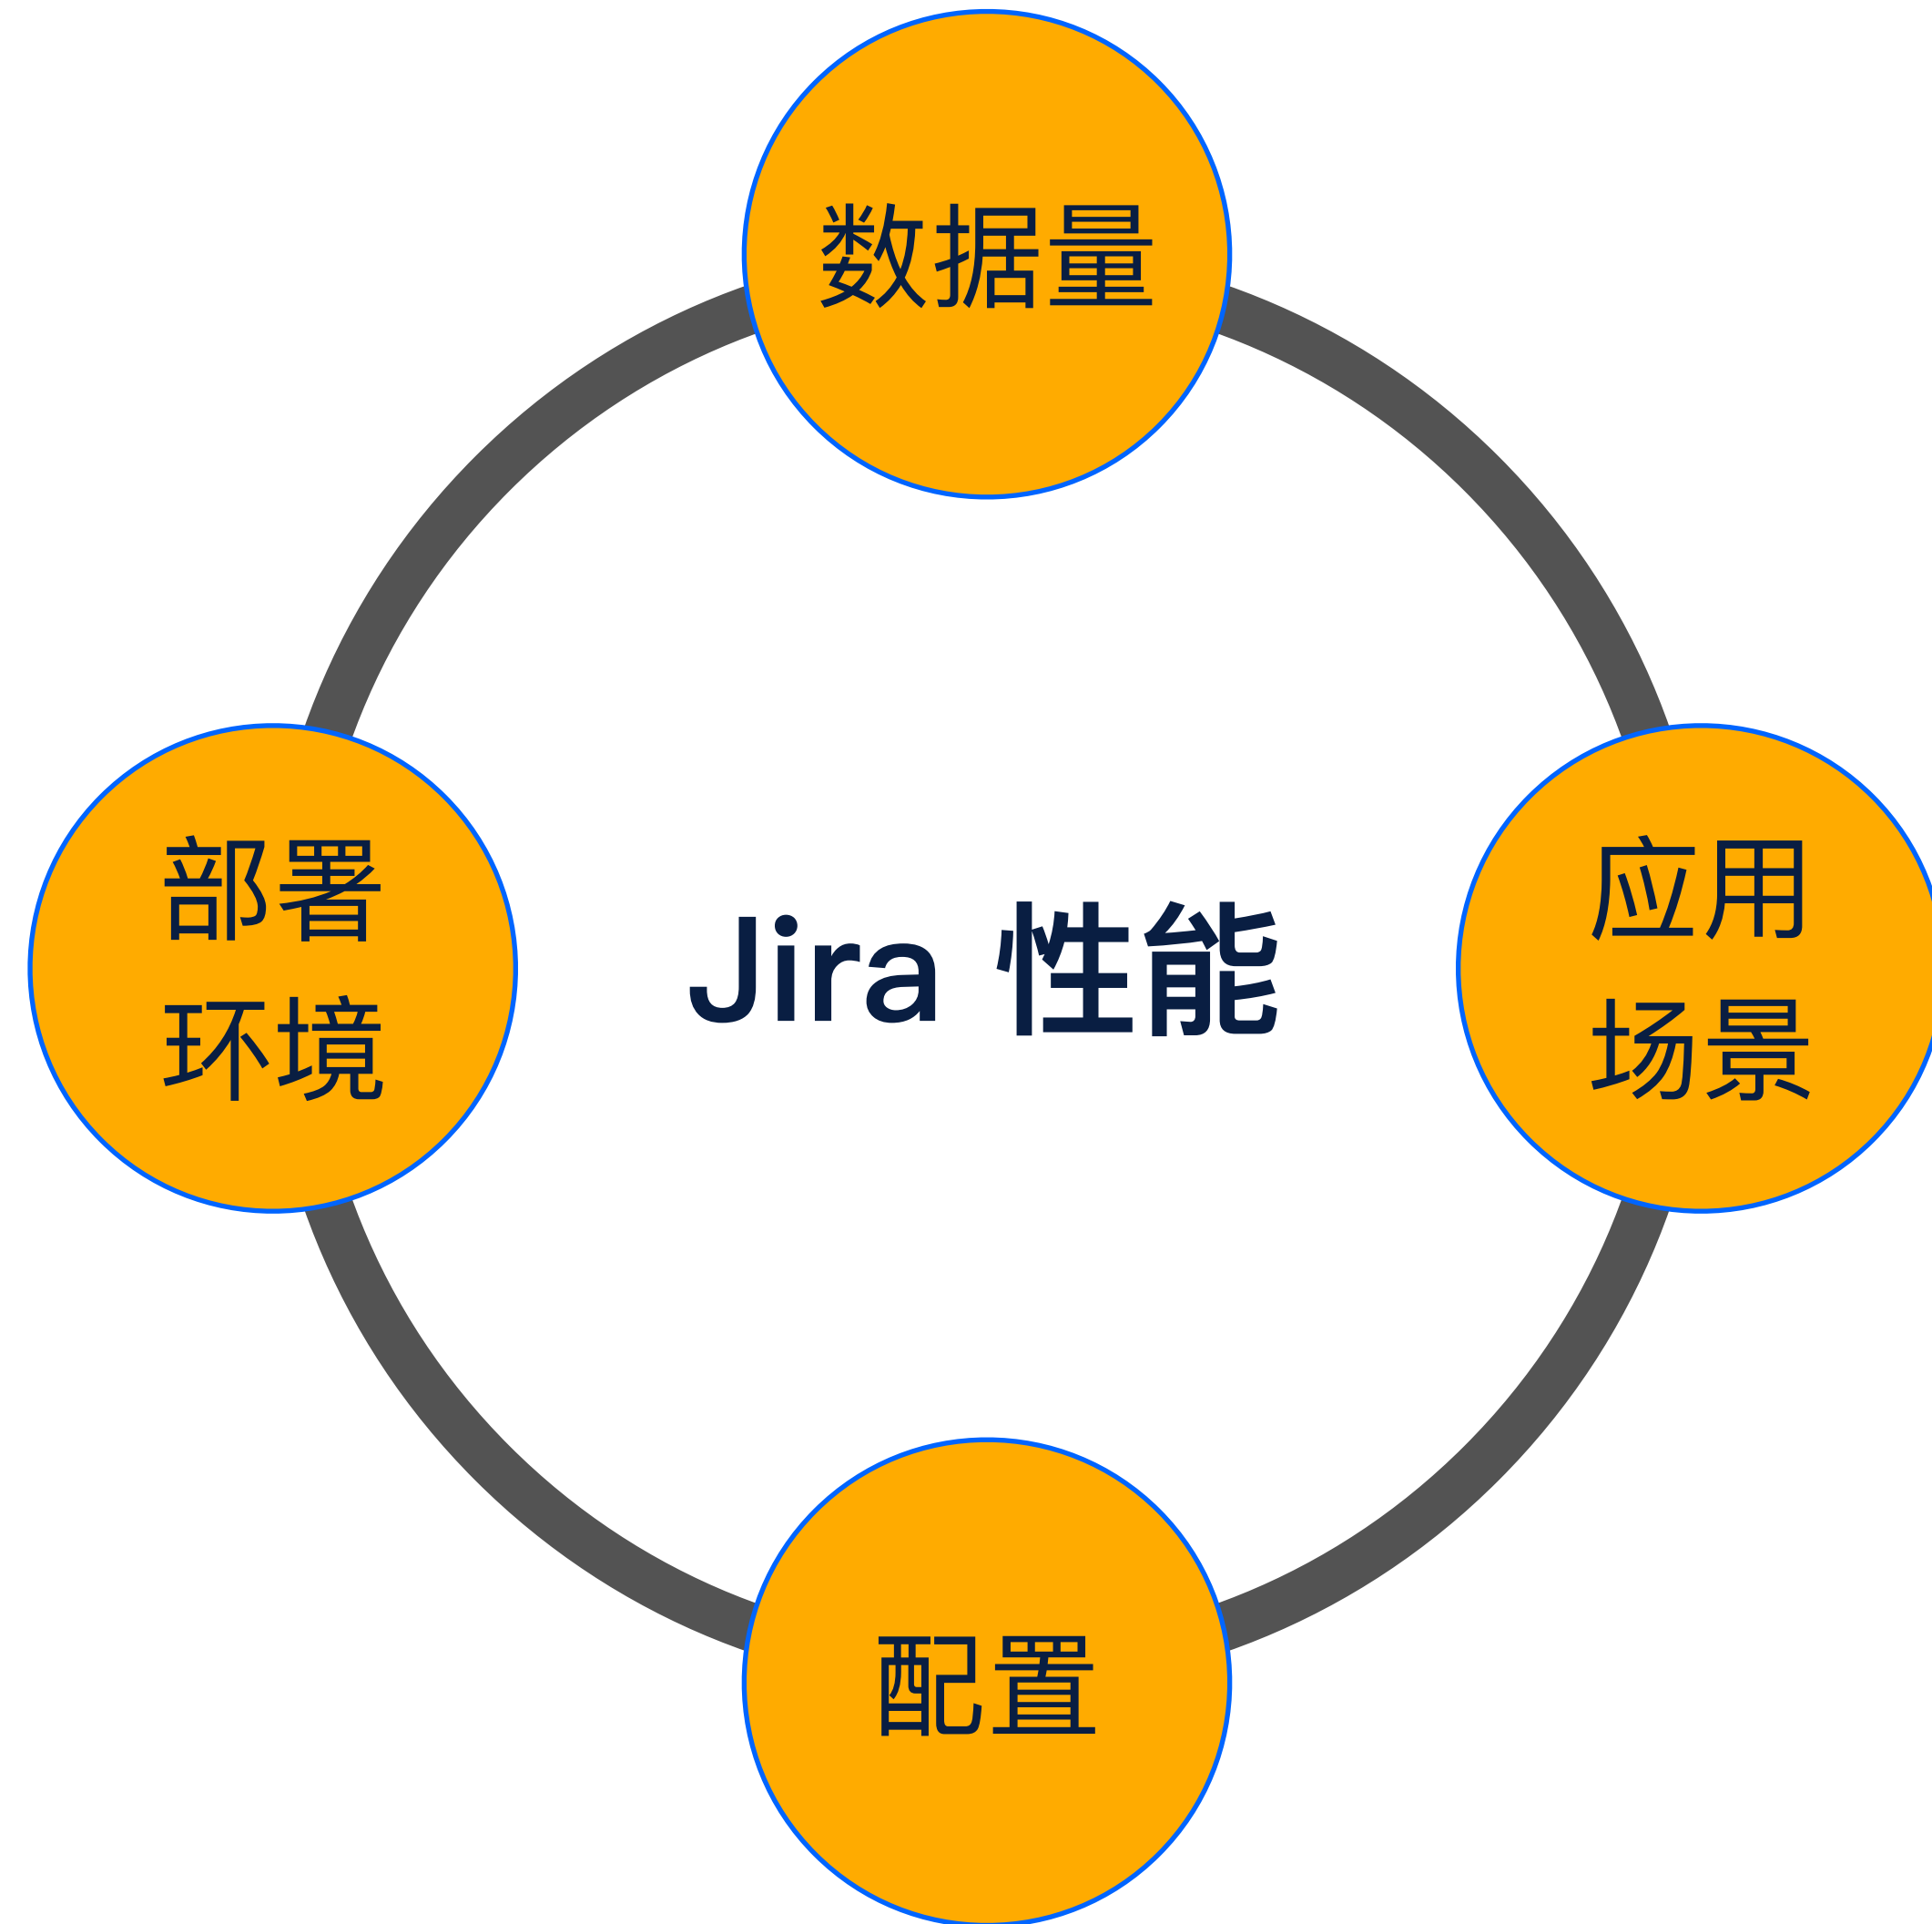 数据量
部署
环境
Jira 性能
应用
场景
配置